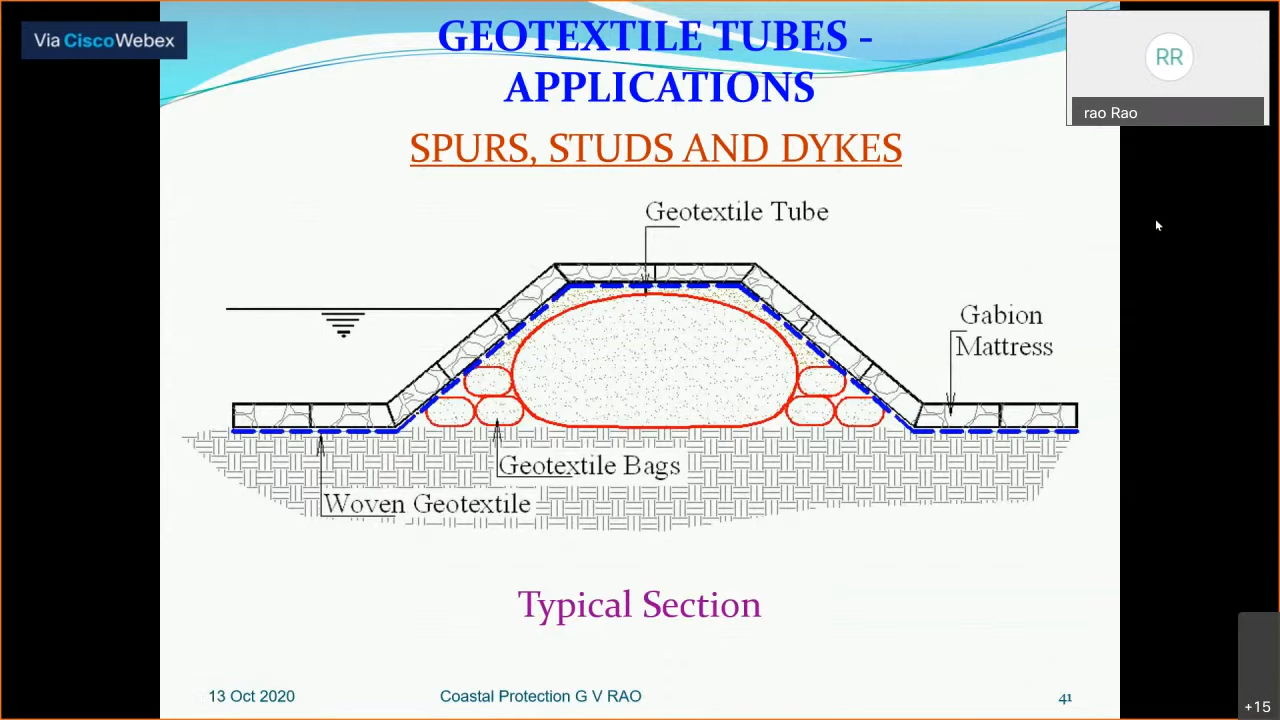 Via CiscoWebex
GEOTEXTILE TUBES -
APPLICATIONS
RR
rao Rao
SPURS, STUDS AND DYKES
Geotextile Tube
Gabion
Mattress
Geotextile Bags
Woven Geotextile
Typical Section
13 Oct 2020
Coastal Protection G V RAO
41
+15